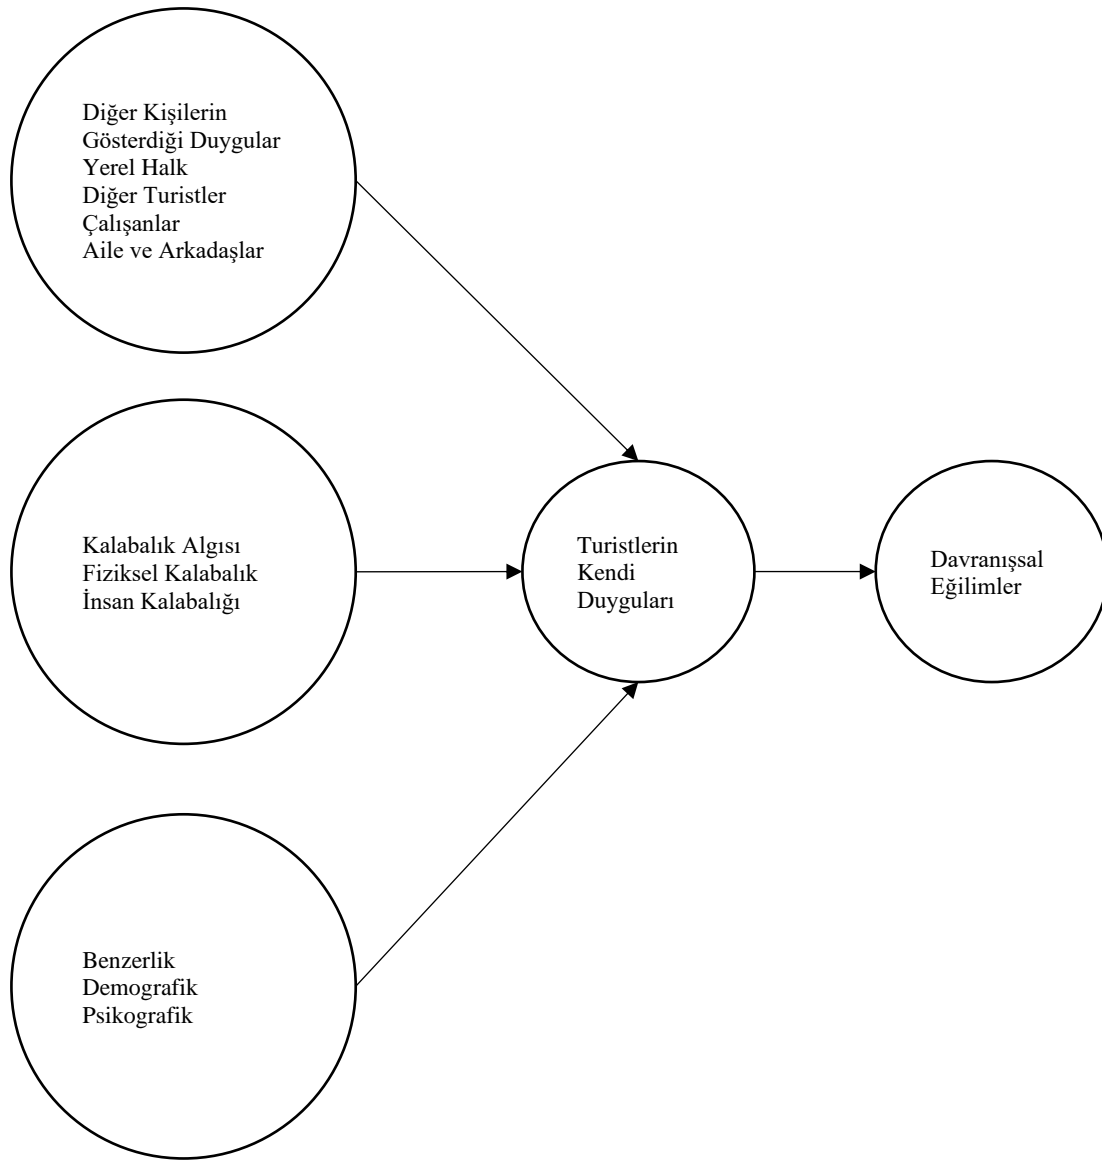 Diğer Kişilerin
Gösterdiği Duygular
Yerel Halk
Diğer Turistler
Çalışanlar
Aile ve Arkadaşlar
Kalabalık Algısı
Fiziksel Kalabalık
İnsan Kalabalığı
Turistlerin
Kendi
Duyguları
Davranışsal
Eğilimler
Benzerlik
Demografik
Psikografik